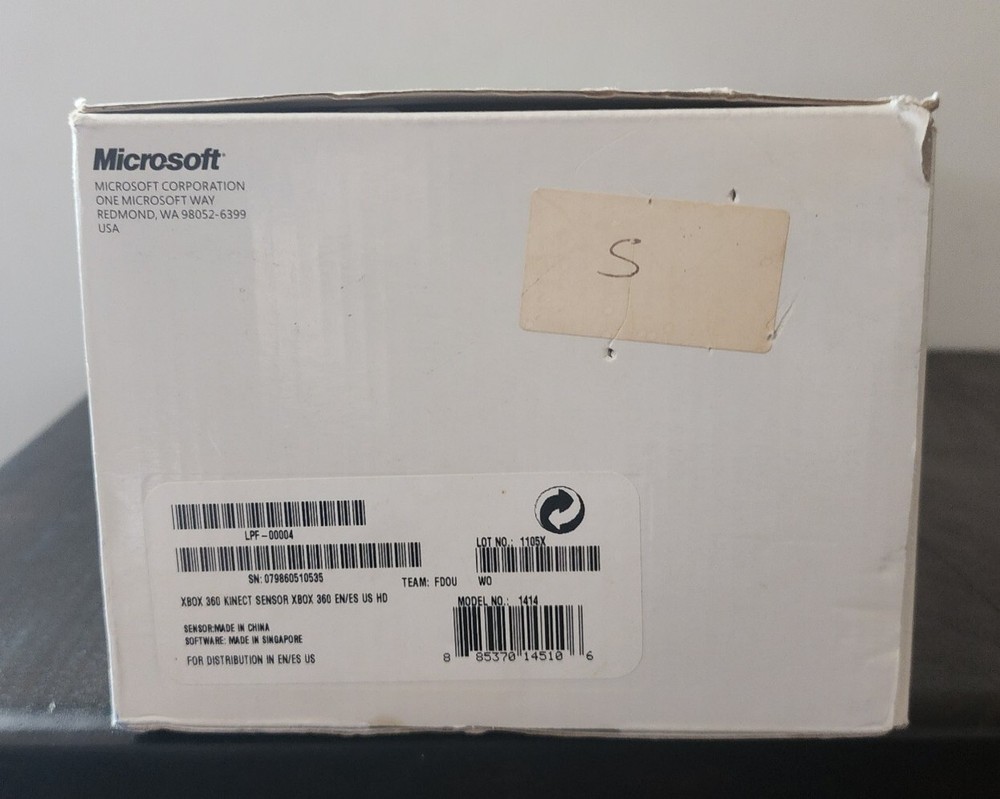 Microsoft
MICROSOFT CORPORATION
ONE MICROSOFT WAY
REDMOND, WA 98052-6399
USA
S
LPF-00004
LOT NO.: 1105X
SN: 079860510535
TEAM: FDOU WO
XBOX 360 KINECT SENSOR XBOX 360 EN/ES US HD
MODEL NO.: 1414
SENSOR:MADE IN CHINA
SOFTWARE: MADE IN SINGAPORE
FOR DISTRIBUTION IN EN/ES US
8 85370 14510 6